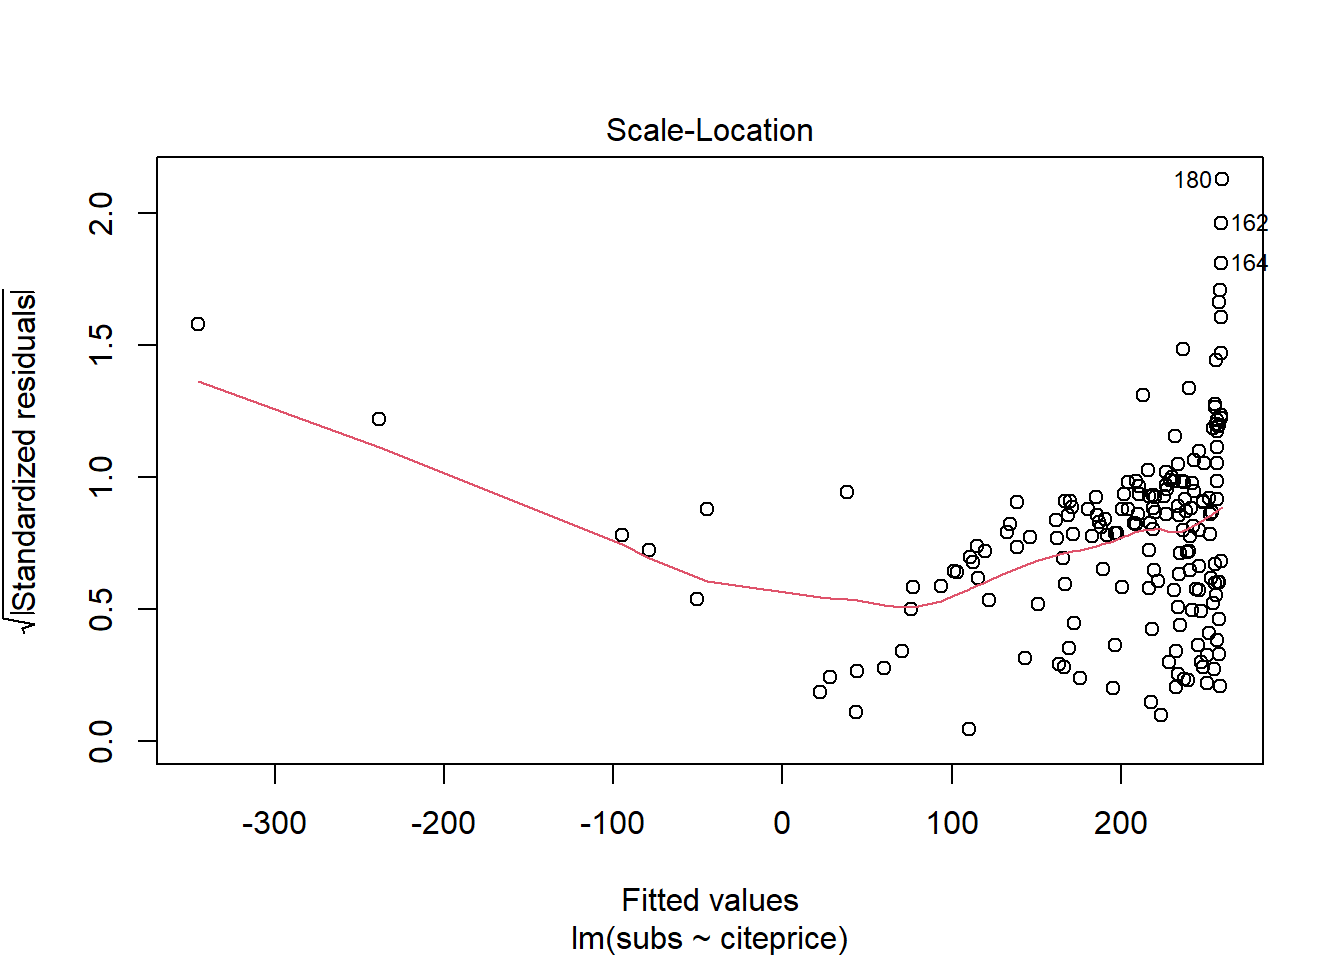 Scale-Location
180
162
164
2.0
1.5
1.0
0.5
0.0
√|Standardized residuals|
-300 -200 -100 0 100 200
Fitted values
lm(subs ~ citeprice)